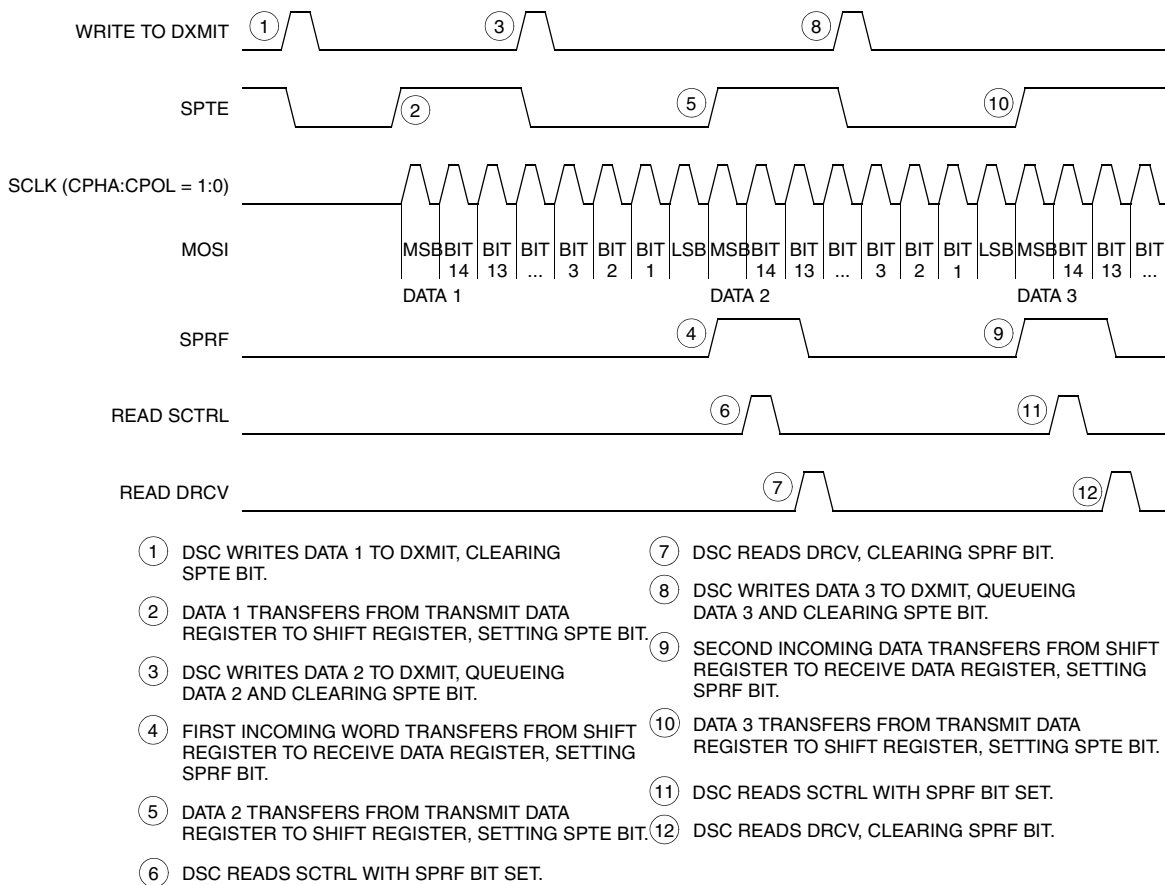 WRITE TO DXMIT
1
3
8
SPTE
2
5
10
SCLK (CPHA:CPOL = 1:0)
MOSI
MSB BIT BIT BIT BIT BIT BIT LSB MSB BIT BIT BIT BIT BIT BIT LSB MSB BIT BIT BIT
14 13 ... 3 2 1 14 13 ... 3 2 1 14 13 ...
DATA 1 DATA 2 DATA 3
SPRF
4
9
READ SCTRL
6
11
READ DRCV
7
12
1 DSC WRITES DATA 1 TO DXMIT, CLEARING
SPTE BIT.
2 DATA 1 TRANSFERS FROM TRANSMIT DATA
REGISTER TO SHIFT REGISTER, SETTING SPTE BIT.
3 DSC WRITES DATA 2 TO DXMIT, QUEUEING
DATA 2 AND CLEARING SPTE BIT.
4 FIRST INCOMING WORD TRANSFERS FROM SHIFT
REGISTER TO RECEIVE DATA REGISTER, SETTING
SPRF BIT.
5 DATA 2 TRANSFERS FROM TRANSMIT DATA
REGISTER TO SHIFT REGISTER, SETTING SPTE BIT.
6 DSC READS SCTRL WITH SPRF BIT SET.
7 DSC READS DRCV, CLEARING SPRF BIT.
8 DSC WRITES DATA 3 TO DXMIT, QUEUEING
DATA 3 AND CLEARING SPTE BIT.
9 SECOND INCOMING DATA TRANSFERS FROM SHIFT
REGISTER TO RECEIVE DATA REGISTER, SETTING
SPRF BIT.
10 DATA 3 TRANSFERS FROM TRANSMIT DATA
REGISTER TO SHIFT REGISTER, SETTING SPTE BIT.
11 DSC READS SCTRL WITH SPRF BIT SET.
12 DSC READS DRCV, CLEARING SPRF BIT.